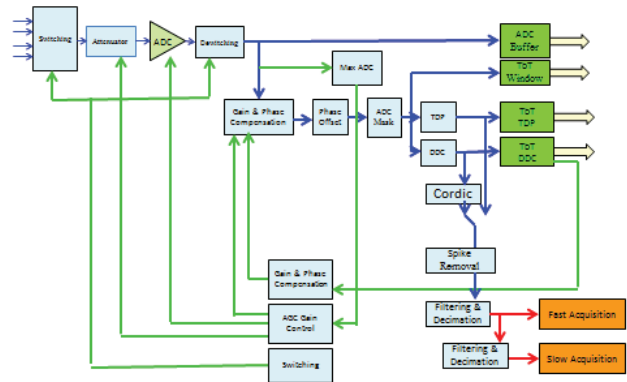 Switching
Attenuator
ADC
Dewitching
ADC
Buffer
Max ADC
ToT
Window
Gain & Phase
Compensation
Phase
Offset
ADC
Mask
TDP
ToT
TDP
DDC
ToT
DDC
Cordic
Spike
Removal
Gain & Phase
Compensation
AGC Gain
Control
Switching
Filtering &
Decimation
Fast Acquisition
Filtering &
Decimation
Slow Acquisition